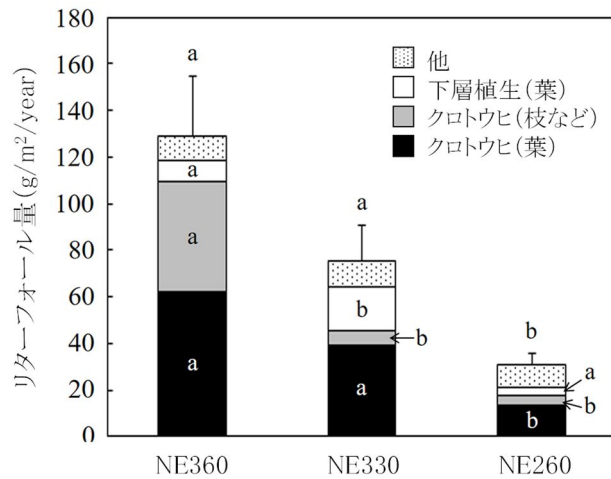 リターフォール量(g/m²/year)
180
160
140
120
100
80
60
40
20
0
他
下層植生(葉)
クロトウヒ(枝など)
クロトウヒ(葉)
a
a
a
a
a
b
b
a
b
a
b
b
NE360
NE330
NE260